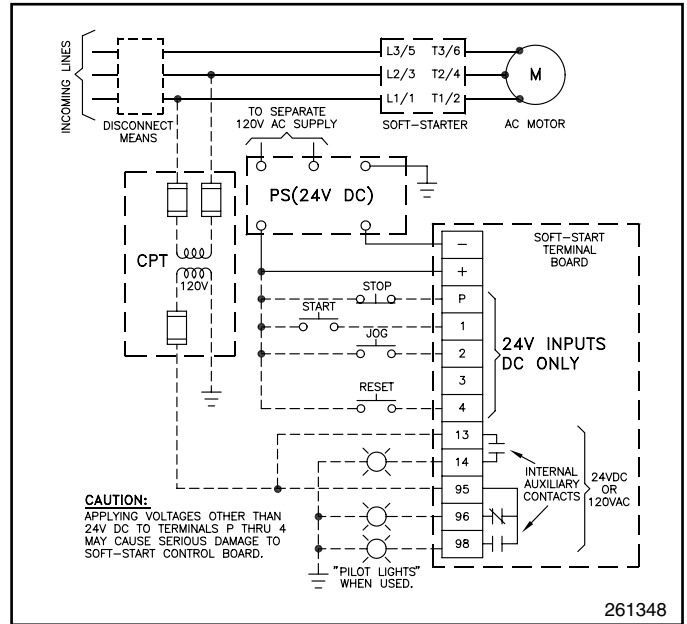 INCOMING LINES
DISCONNECT
MEANS
L3/5 T3/6
L2/3 T2/4
L1/1 T1/2
SOFT-STARTER
M
AC MOTOR
TO SEPARATE
120V AC SUPPLY
PS(24V DC)
CPT
120V
SOFT-START
TERMINAL
BOARD
–
+
STOP
P
START
1
JOG
2
3
RESET
4
24V INPUTS
DC ONLY
13
14
95
96
98
INTERNAL
AUXILIARY
CONTACTS
24VDC
OR
120VAC
CAUTION:
APPLYING VOLTAGES OTHER THAN
24V DC TO TERMINALS P THRU 4
MAY CAUSE SERIOUS DAMAGE TO
SOFT-START CONTROL BOARD.
"PILOT LIGHTS"
WHEN USED.
261348